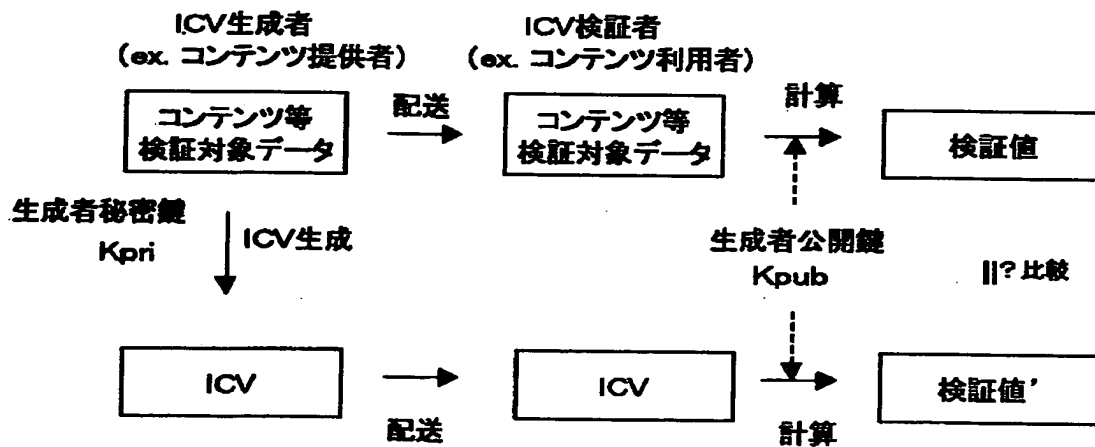 ICV生成者
(ex. コンテンツ提供者)
ICV検証者
(ex. コンテンツ利用者)
コンテンツ等
検証対象データ
配送
コンテンツ等
検証対象データ
計算
検証値
生成者秘密鍵
Kpri
ICV生成
生成者公開鍵
Kpub
||?比較
ICV
配送
ICV
計算
検証値'